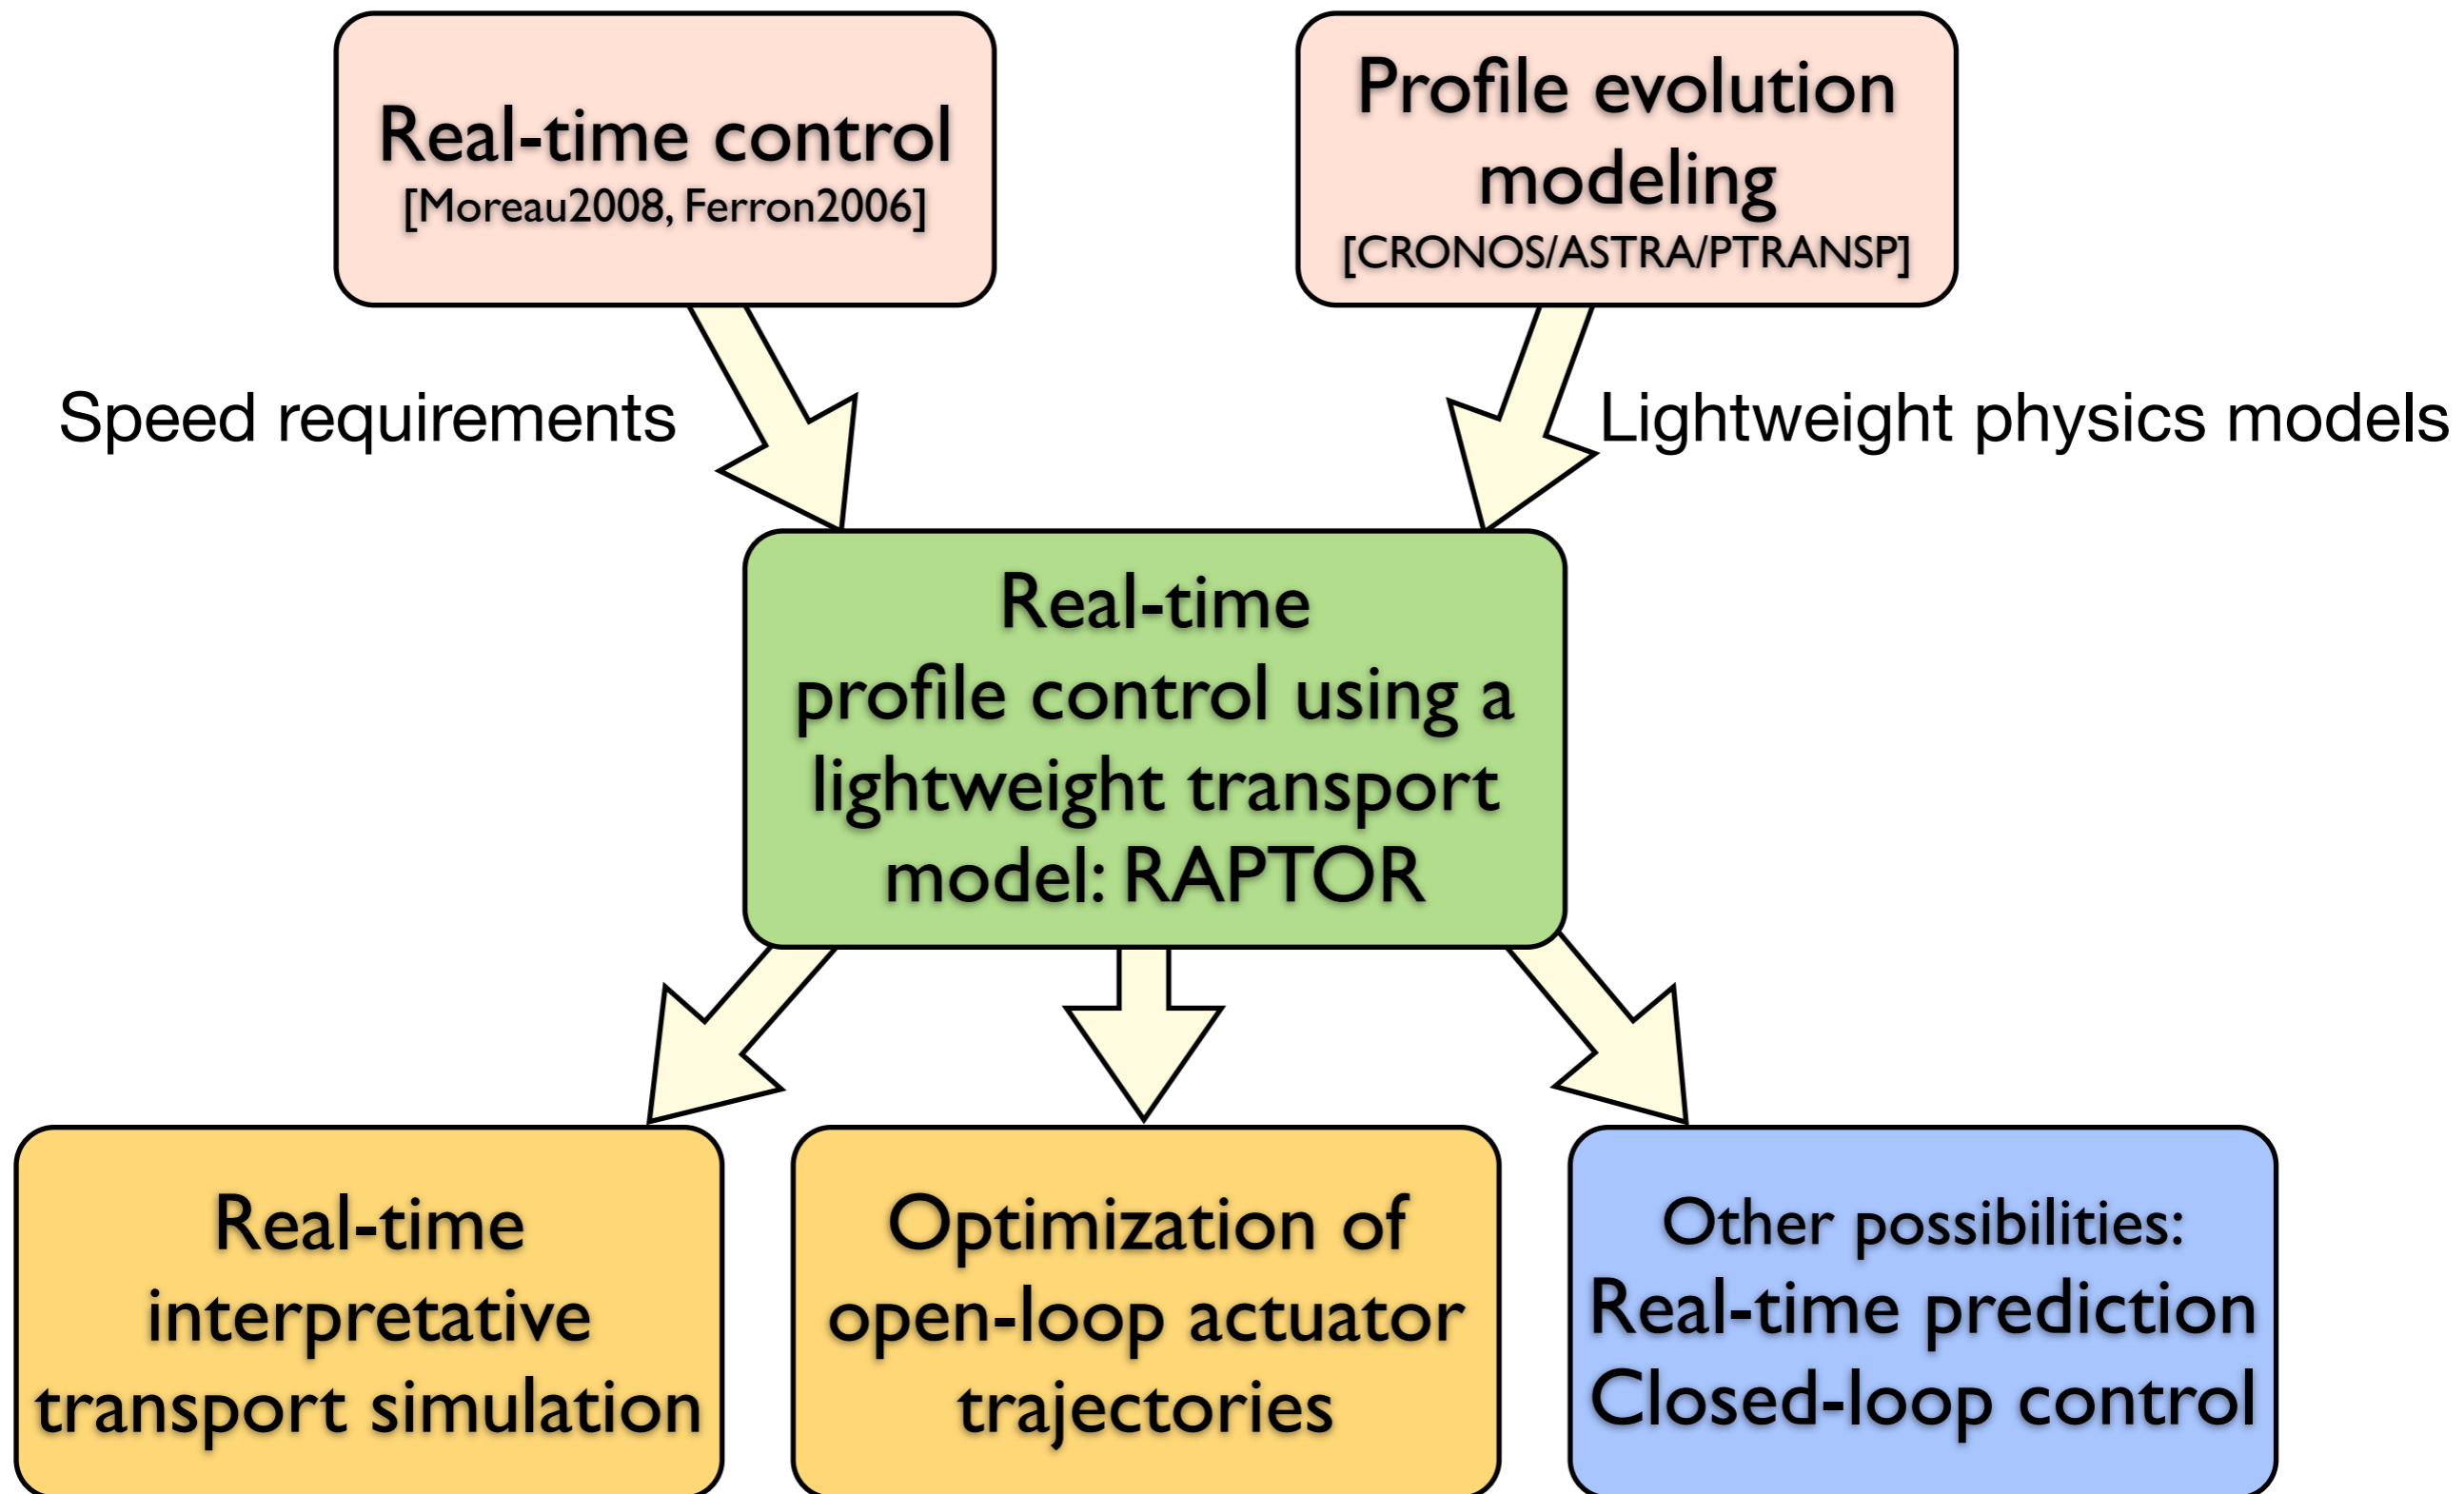 Real-time control
[Moreau2008, Ferron2006]
Profile evolution
modeling
[CRONOS/ASTRA/PTRANSP]
Speed requirements
Lightweight physics models
Real-time
profile control using a
lightweight transport
model: RAPTOR
Real-time
interpretative
transport simulation
Optimization of
open-loop actuator
trajectories
Other possibilities:
Real-time prediction
Closed-loop control